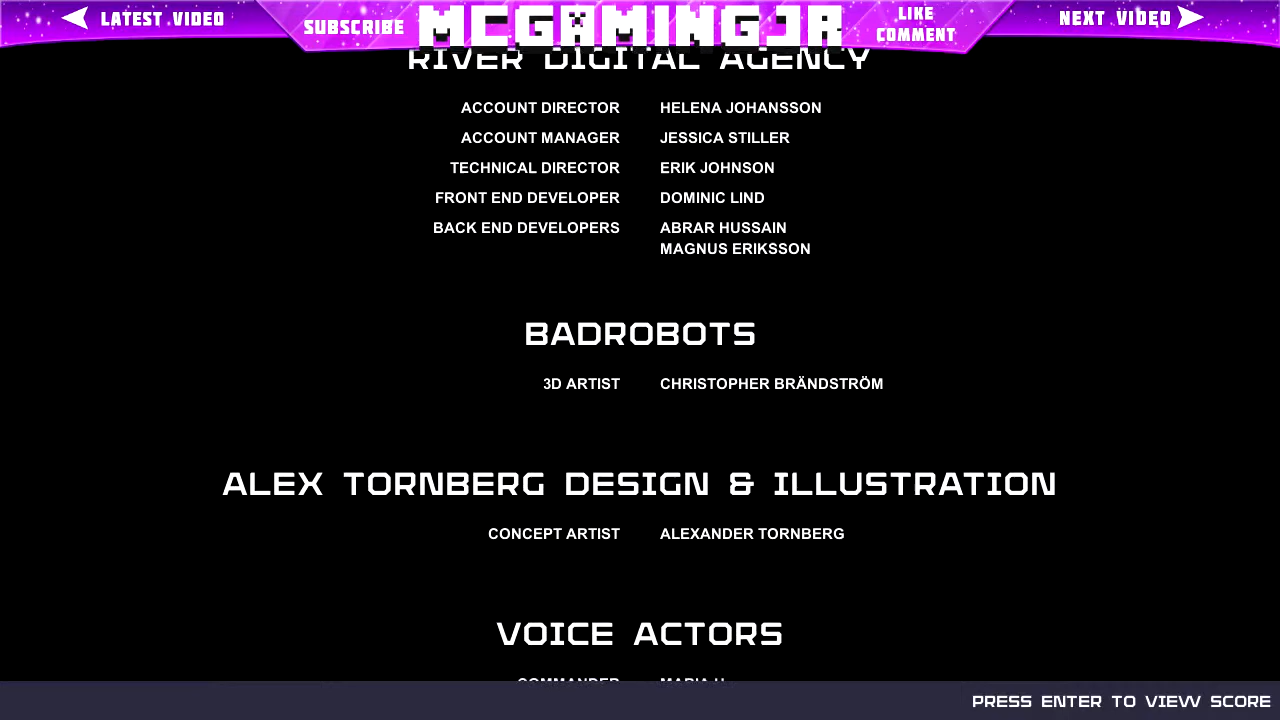 LATEST VIDEO
SUBSCRIBE
MCGAMINGJR
LIKE
COMMENT
NEXT VIDEO
RIVER DIGITAL AGENCY
ACCOUNT DIRECTOR HELENA JOHANSSON
ACCOUNT MANAGER JESSICA STILLER
TECHNICAL DIRECTOR ERIK JOHNSON
FRONT END DEVELOPER DOMINIC LIND
BACK END DEVELOPERS ABRAR HUSSAIN
MAGNUS ERIKSSON
BADROBOTS
3D ARTIST CHRISTOPHER BRÄNDSTRÖM
ALEX TORNBERG DESIGN & ILLUSTRATION
CONCEPT ARTIST ALEXANDER TORNBERG
VOICE ACTORS
COMMANDER MARIA
PRESS ENTER TO VIEW SCORE